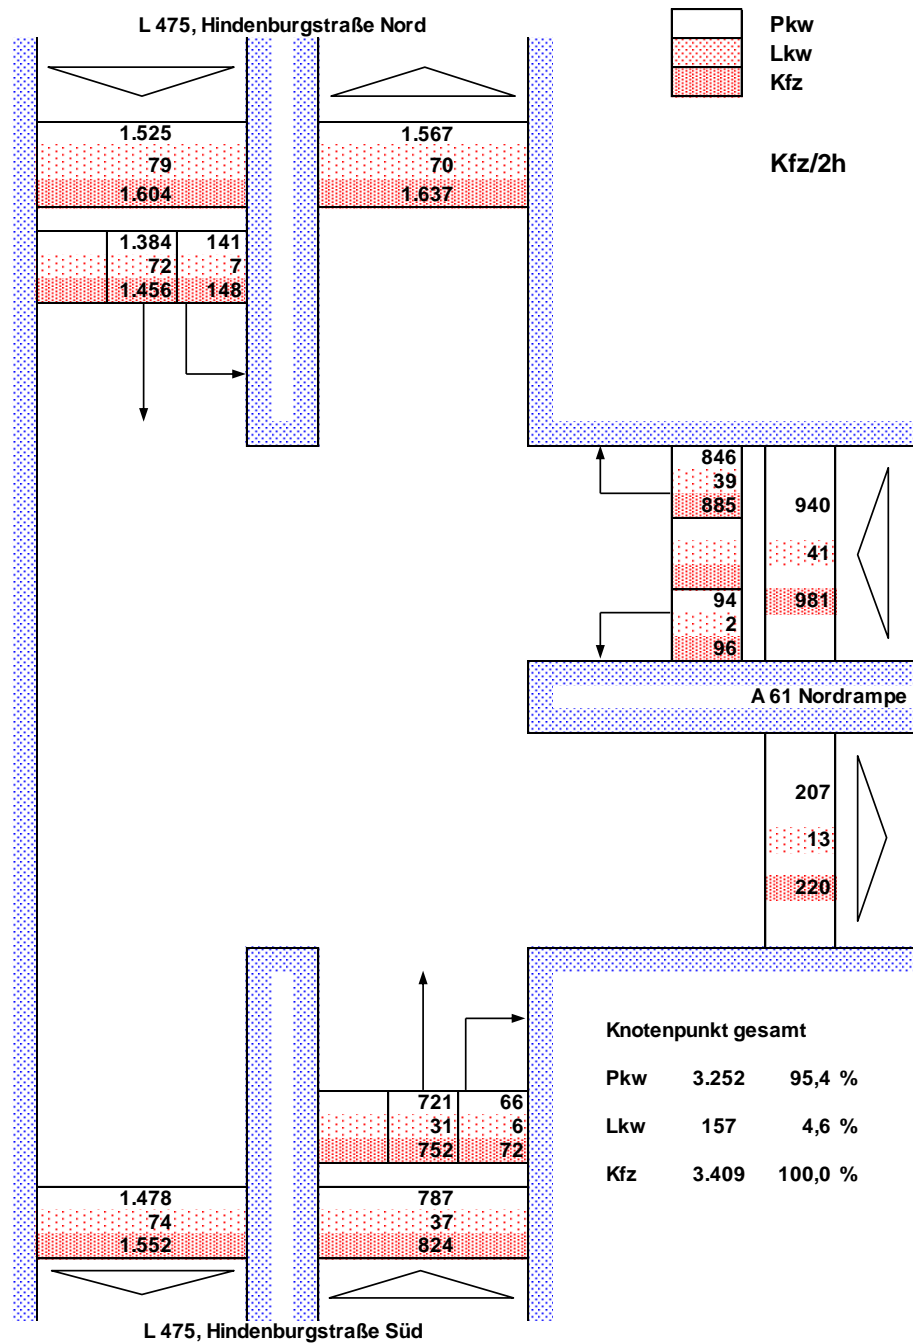 L 475, Hindenburgstraße Nord
Pkw
Lkw
Kfz
Kfz/2h
1.525 1.567
79 70
1.604 1.637
1.384 141
72 7
1.456 148
846
39
885
940
41
981
94
2
96
A 61 Nordrampe
207
13
220
Knotenpunkt gesamt
Pkw 3.252 95,4 %
Lkw 157 4,6 %
Kfz 3.409 100,0 %
721 66
31 6
752 72
1.478 787
74 37
1.552 824
L 475, Hindenburgstraße Süd